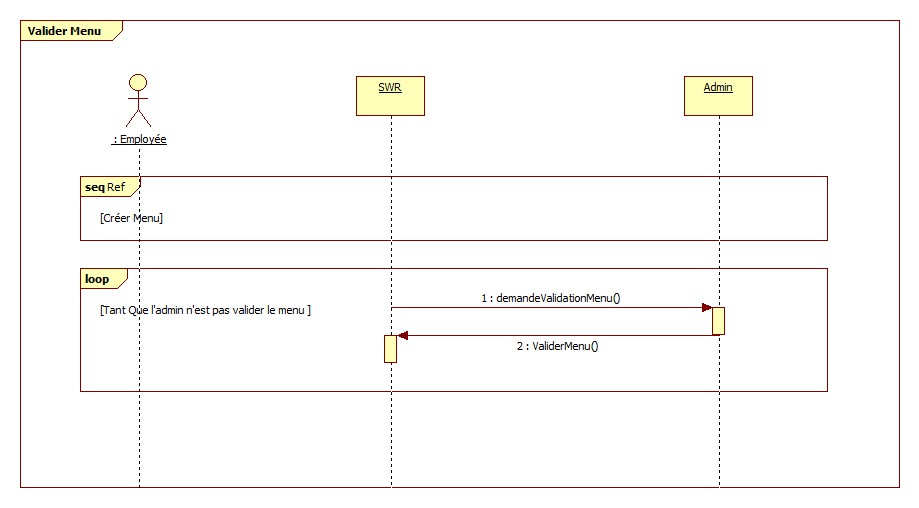 Valider Menu
: Employée
SWR
Admin
seq Ref
[Créer Menu]
loop
[Tant Que l'admin n'est pas valider le menu ]
1 : demandeValidationMenu()
2 : ValiderMenu()